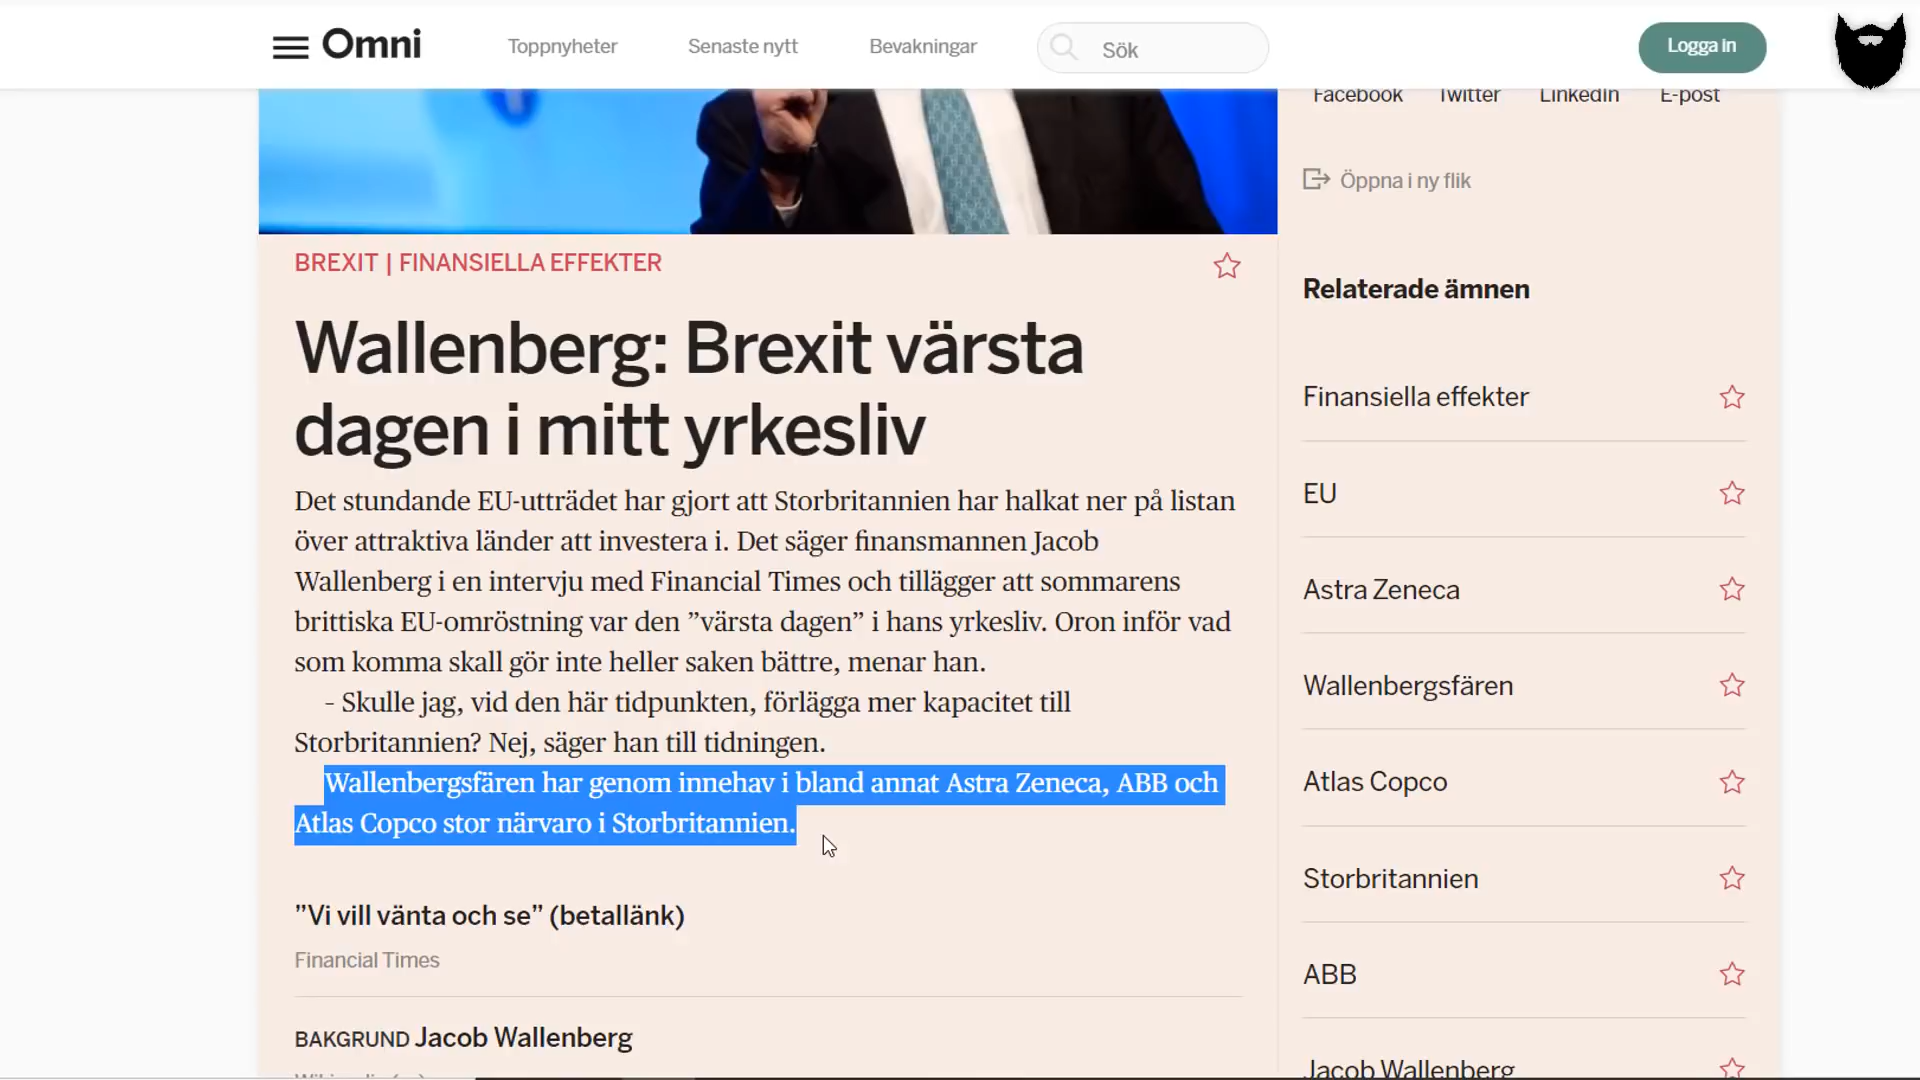 Omni
Toppnyheter
Senaste nytt
Bevakningar
Sök
Logga in
Facebook
Twitter
LinkedIn
E-post
Öppna i ny flik
BREXIT | FINANSIELLA EFFEKTER
Wallenberg: Brexit värsta
dagen i mitt yrkesliv
Det stundande EU-utträdet har gjort att Storbritannien har halkat ner på listan
över attraktiva länder att investera i. Det säger finansmannen Jacob
Wallenberg i en intervju med Financial Times och tillägger att sommarens
brittiska EU-omröstning var den ”värsta dagen” i hans yrkesliv. Oron inför vad
som komma skall gör inte heller saken bättre, menar han.
- Skulle jag, vid den här tidpunkten, förlägga mer kapacitet till
Storbritannien? Nej, säger han till tidningen.
Wallenbergsfären har genom innehav i bland annat Astra Zeneca, ABB och
Atlas Copco stor närvaro i Storbritannien.
”Vi vill vänta och se” (betallänk)
Financial Times
BAKGRUND Jacob Wallenberg
Relaterade ämnen
Finansiella effekter
EU
Astra Zeneca
Wallenbergsfären
Atlas Copco
Storbritannien
ABB
Jacob Wallenberg